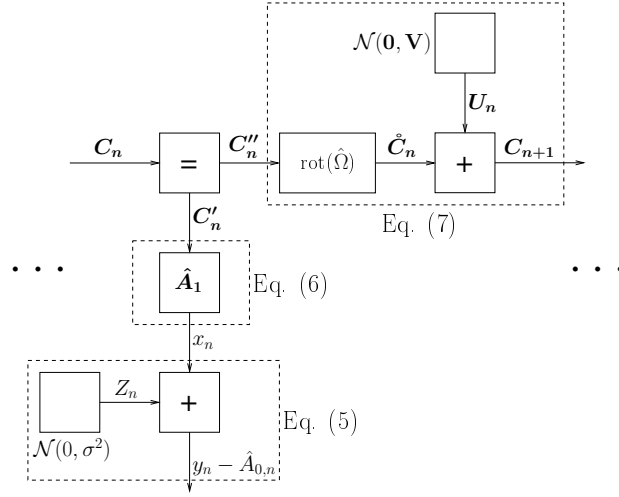 𝒩(𝟎, 𝐕)
U_n
C_n
=
C''_n
rot(Ω̂)
C̊_n
+
C_{n+1}
Eq. (7)
C'_n
. . .
Â_1
Eq. (6)
. . .
x_n
Z_n
+
Eq. (5)
𝒩(0, σ²)
y_n − Â_{0,n}